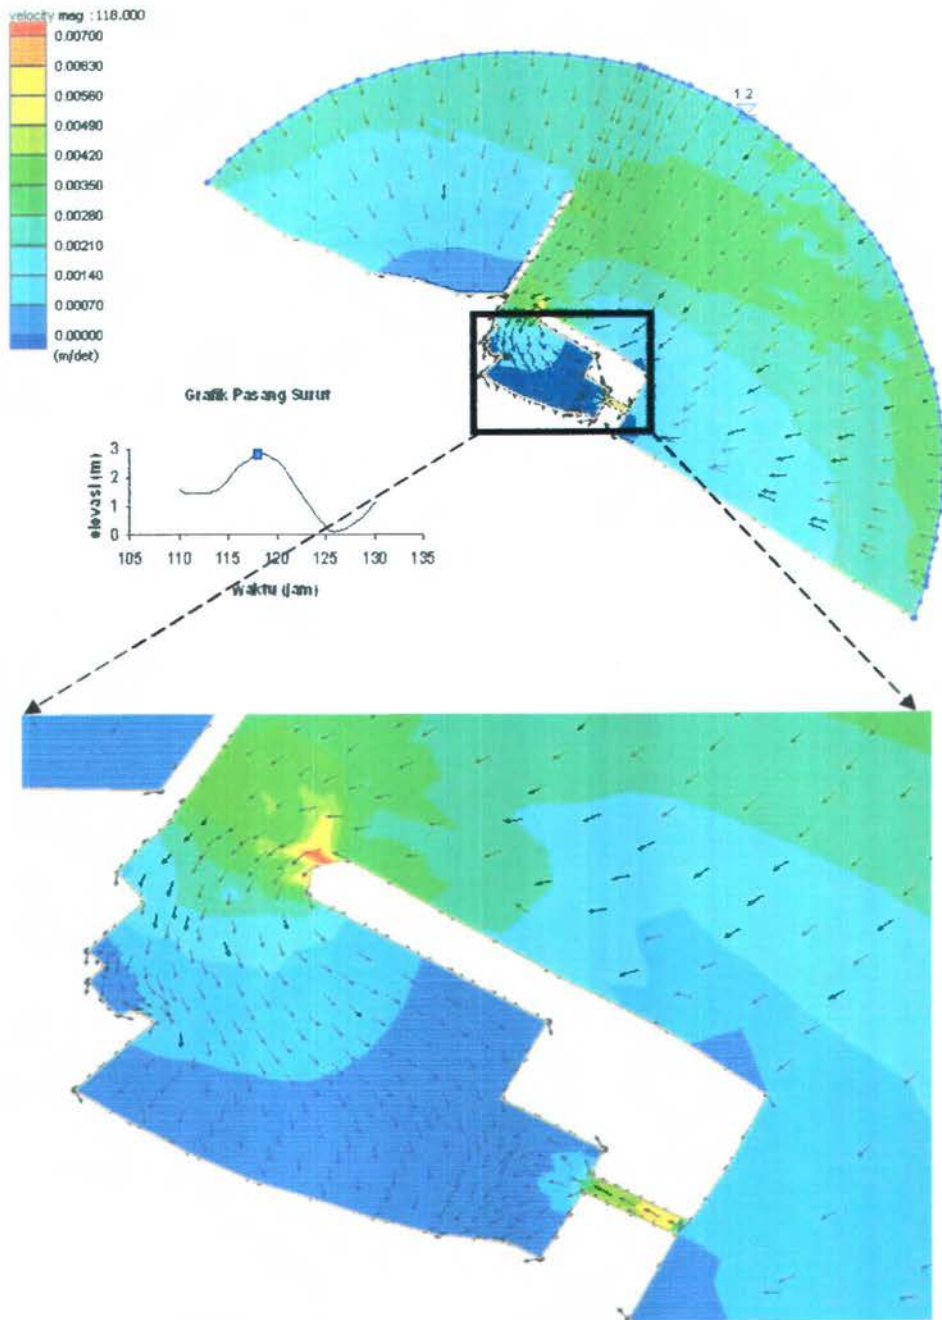 velocity mag :118.000
0.00700
0.00630
0.00560
0.00490
0.00420
0.00350
0.00280
0.00210
0.00140
0.00070
0.00000
(m/det)
1 2
Grafik Pasang Surut
elevasi (m)
3
2
1
0
105 110 115 120 125 130 135
Waktu (jam)